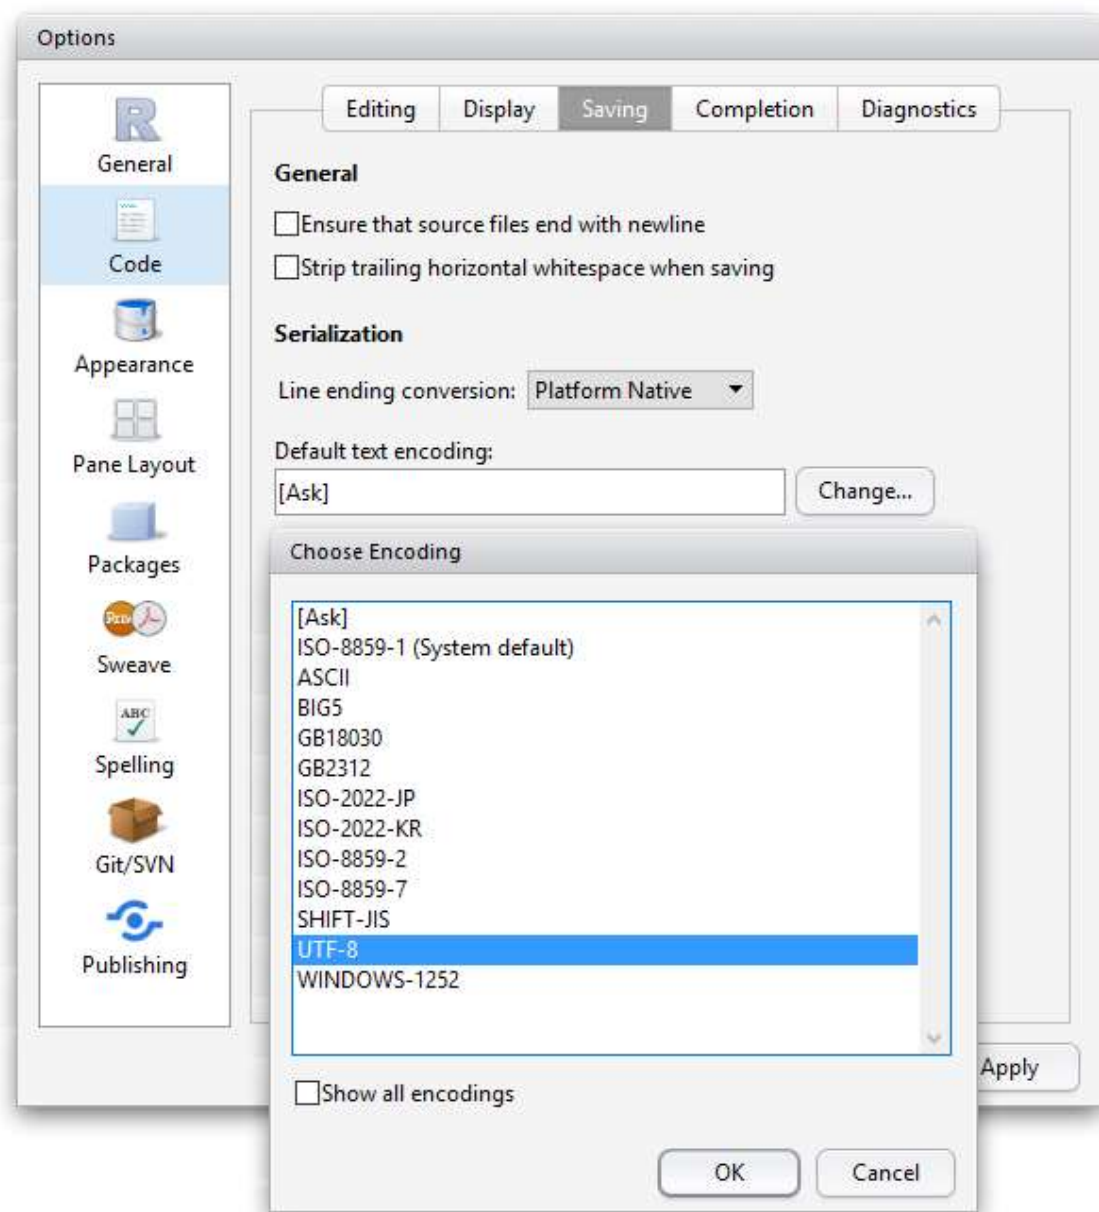 Options
General
Code
Appearance
Pane Layout
Packages
Sweave
ABC
Spelling
Git/SVN
Publishing
Editing Display Saving Completion Diagnostics
General
Ensure that source files end with newline
Strip trailing horizontal whitespace when saving
Serialization
Line ending conversion: Platform Native
Default text encoding:
[Ask] Change...
Choose Encoding
[Ask]
ISO-8859-1 (System default)
ASCII
BIG5
GB18030
GB2312
ISO-2022-JP
ISO-2022-KR
ISO-8859-2
ISO-8859-7
SHIFT-JIS
UTF-8
WINDOWS-1252
Show all encodings
OK Cancel
Apply